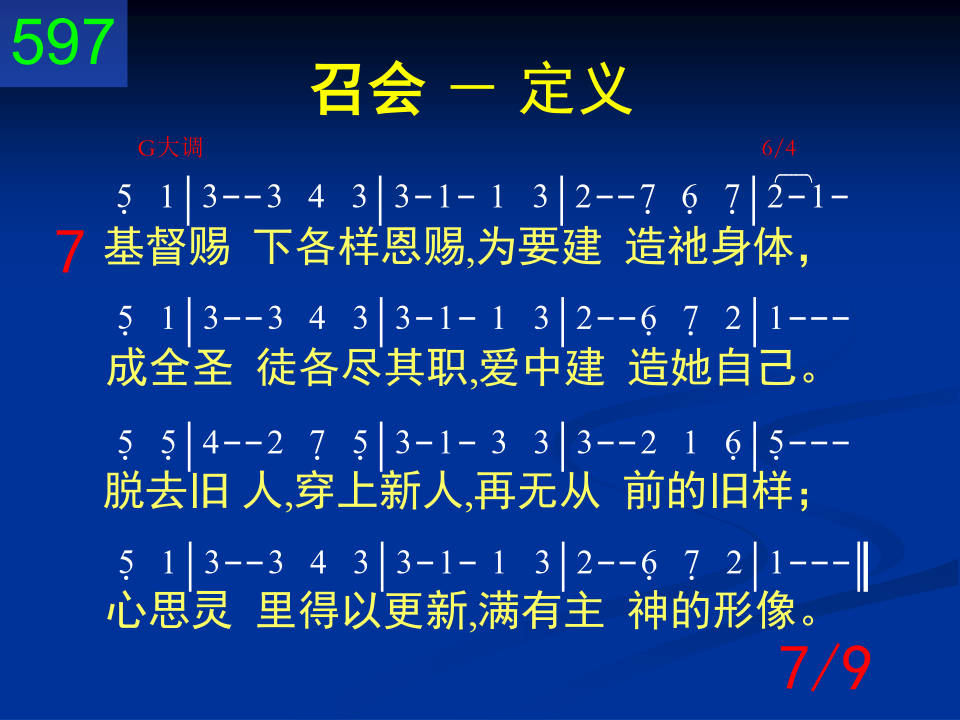 597
召会 － 定义
G大调 6/4
5̣ 1│3--3 4 3│3-1- 1 3│2--7̣ 6̣ 7̣│2-1-
7 基督赐 下各样恩赐,为要建 造祂身体，
5̣ 1│3--3 4 3│3-1- 1 3│2--6̣ 7̣ 2│1---
成全圣 徒各尽其职,爱中建 造她自己。
5̣ 5̣│4--2 7̣ 5̣│3-1- 3 3│3--2 1 6̣│5̣---
脱去旧 人,穿上新人,再无从 前的旧样；
5̣ 1│3--3 4 3│3-1- 1 3│2--6̣ 7̣ 2│1---‖
心思灵 里得以更新,满有主 神的形像。
7/9